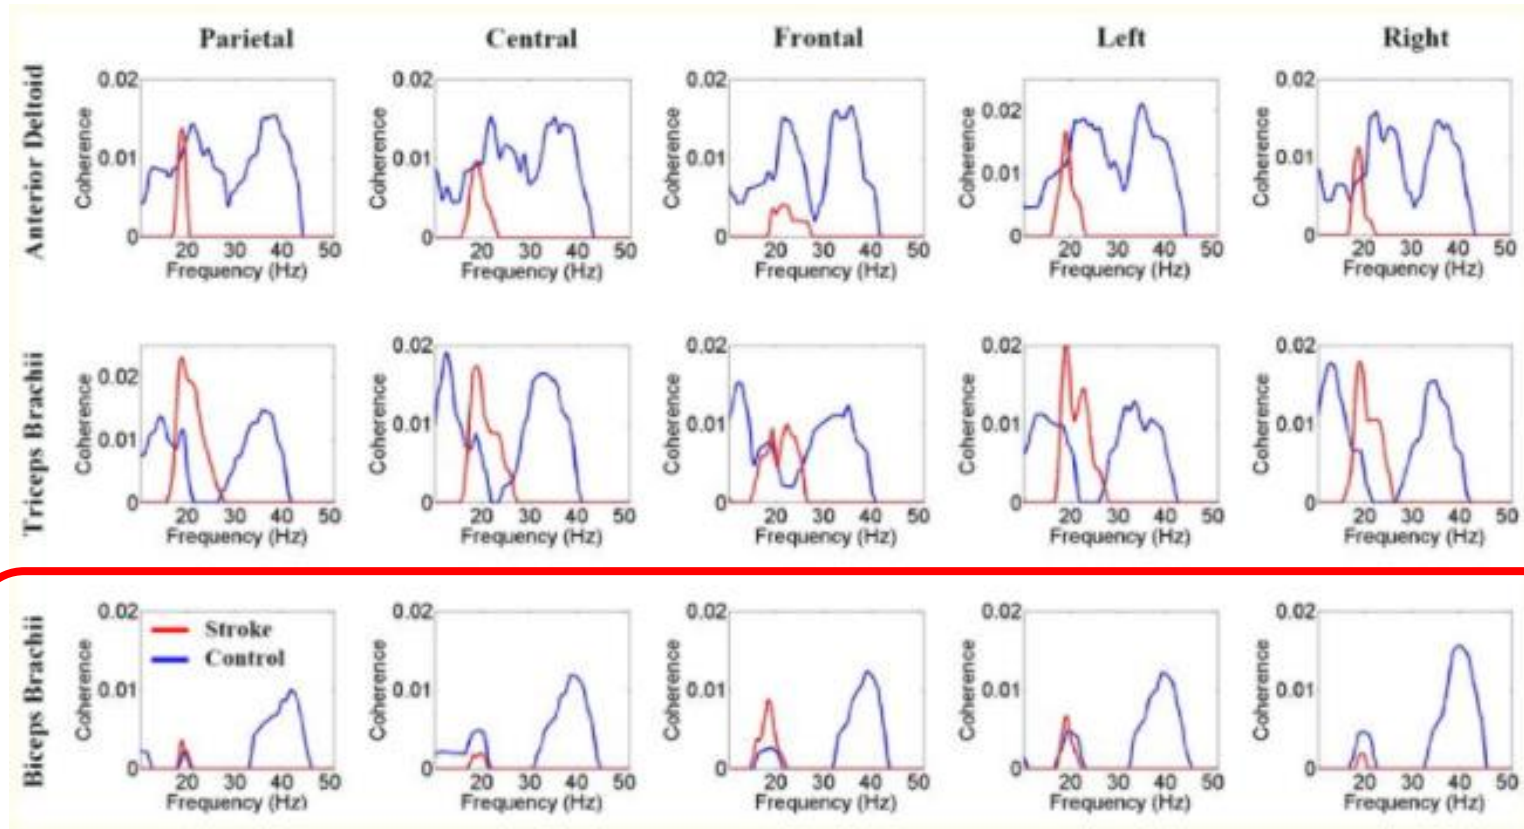 Parietal Central Frontal Left Right
Anterior Deltoid
0.02 0.02 0.02 0.02
0.02
0.01 0.01 0.01 0.01 0.01
0 0 0 0 0
Coherence Coherence Coherence Coherence Coherence
20 30 40 50 20 30 40 50 20 30 40 50 20 30 40 50 20 30 40 50
Frequency (Hz) Frequency (Hz) Frequency (Hz) Frequency (Hz) Frequency (Hz)
Triceps Brachii
0.02 0.02 0.02 0.02
0.02
0.01 0.01 0.01 0.01 0.01
0 0 0 0 0
Coherence Coherence Coherence Coherence Coherence
20 30 40 50 20 30 40 50 20 30 40 50 20 30 40 50 20 30 40 50
Frequency (Hz) Frequency (Hz) Frequency (Hz) Frequency (Hz) Frequency (Hz)
Biceps Brachii
0.02 0.02 0.02 0.02 0.02
Stroke
Control
0.01 0.01 0.01 0.01 0.01
0 0 0 0 0
Coherence Coherence Coherence Coherence Coherence
20 30 40 50 20 30 40 50 20 30 40 50 20 30 40 50 20 30 40 50
Frequency (Hz) Frequency (Hz) Frequency (Hz) Frequency (Hz) Frequency (Hz)